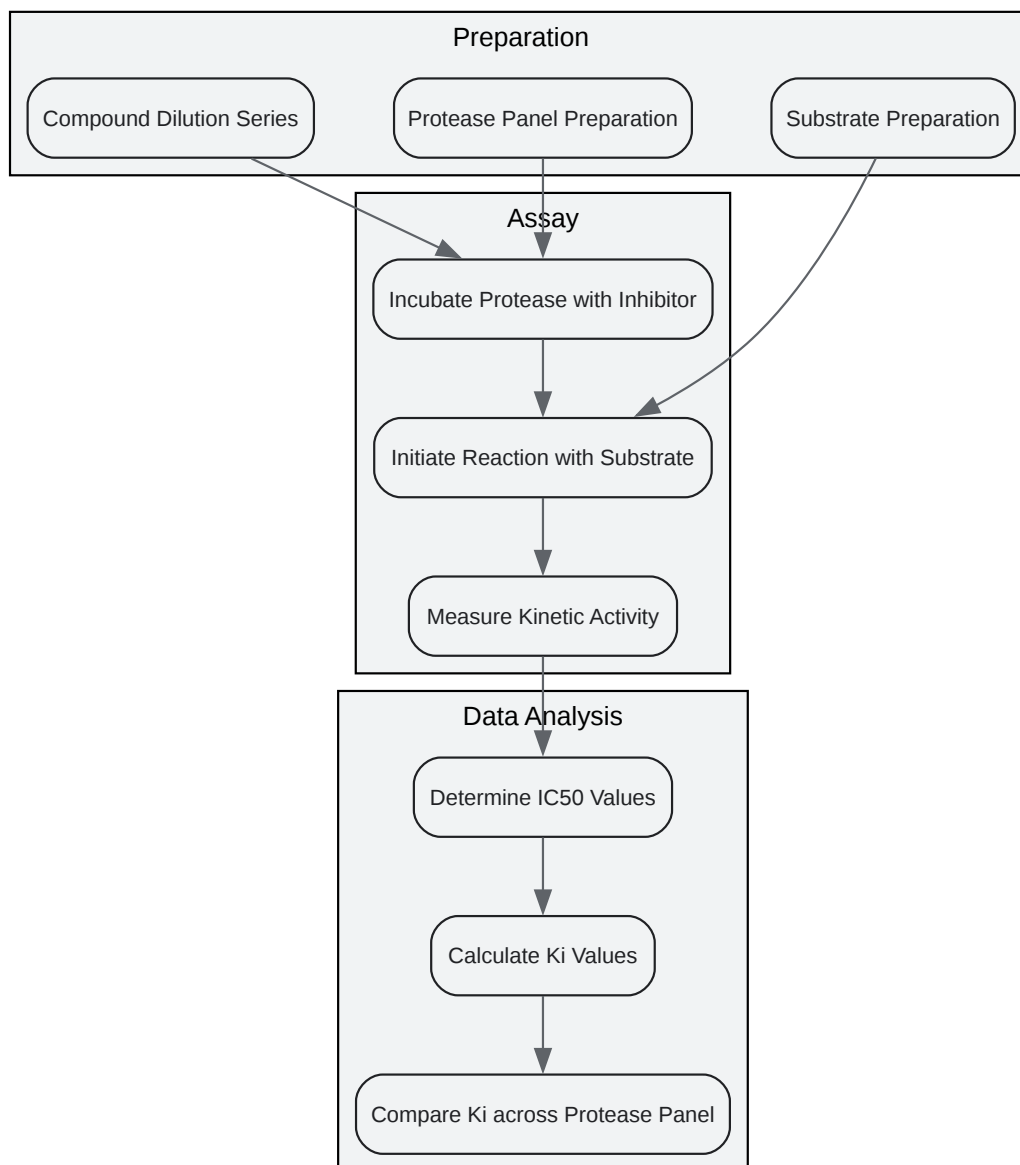 Preparation
Compound Dilution Series
Protease Panel Preparation
Substrate Preparation
Assay
Incubate Protease with Inhibitor
Initiate Reaction with Substrate
Measure Kinetic Activity
Data Analysis
Determine IC50 Values
Calculate Ki Values
Compare Ki across Protease Panel